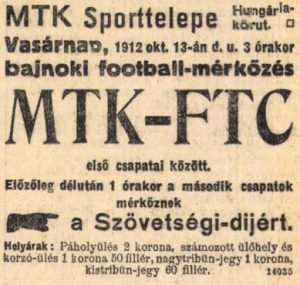 MTK Sporttelepe Hungária-körut.
Vasárnap, 1912 okt. 13-án d. u. 3 órakor
bajnoki football-mérkőzés
MTK-FTC
első csapatai között.
Előzőleg délután 1 órakor a második csapatok
mérkőznek
a Szövetségi-dijért.
Helyárak: Páholyülés 2 korona, számozott ülőhely és
korzó-ülés 1 korona 50 fillér, nagytribün-jegy 1 korona,
kistribün-jegy 60 fillér. 14035